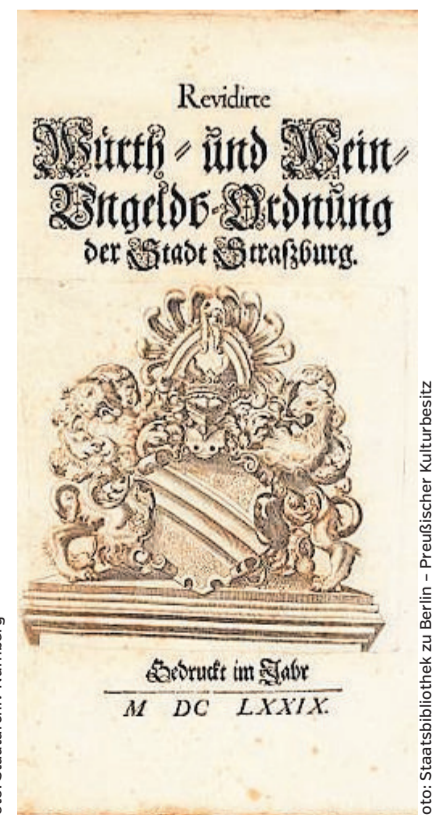 Revidirte
Würth - und Wein-
Vngelds-Ordnung
der Stadt Straßburg.
Gedruckt im Jahr
M DC LXXIX.
oto: Staatsbibliothek zu Berlin – Preußischer Kulturbesitz